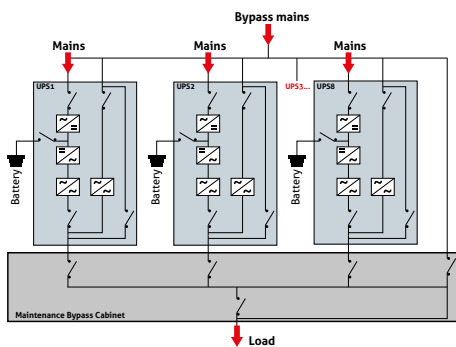 Bypass mains
Mains
Mains
Mains
UPS1
UPS2
UPS3...
UPS8
Battery
Battery
Battery
Maintenance Bypass Cabinet
Load